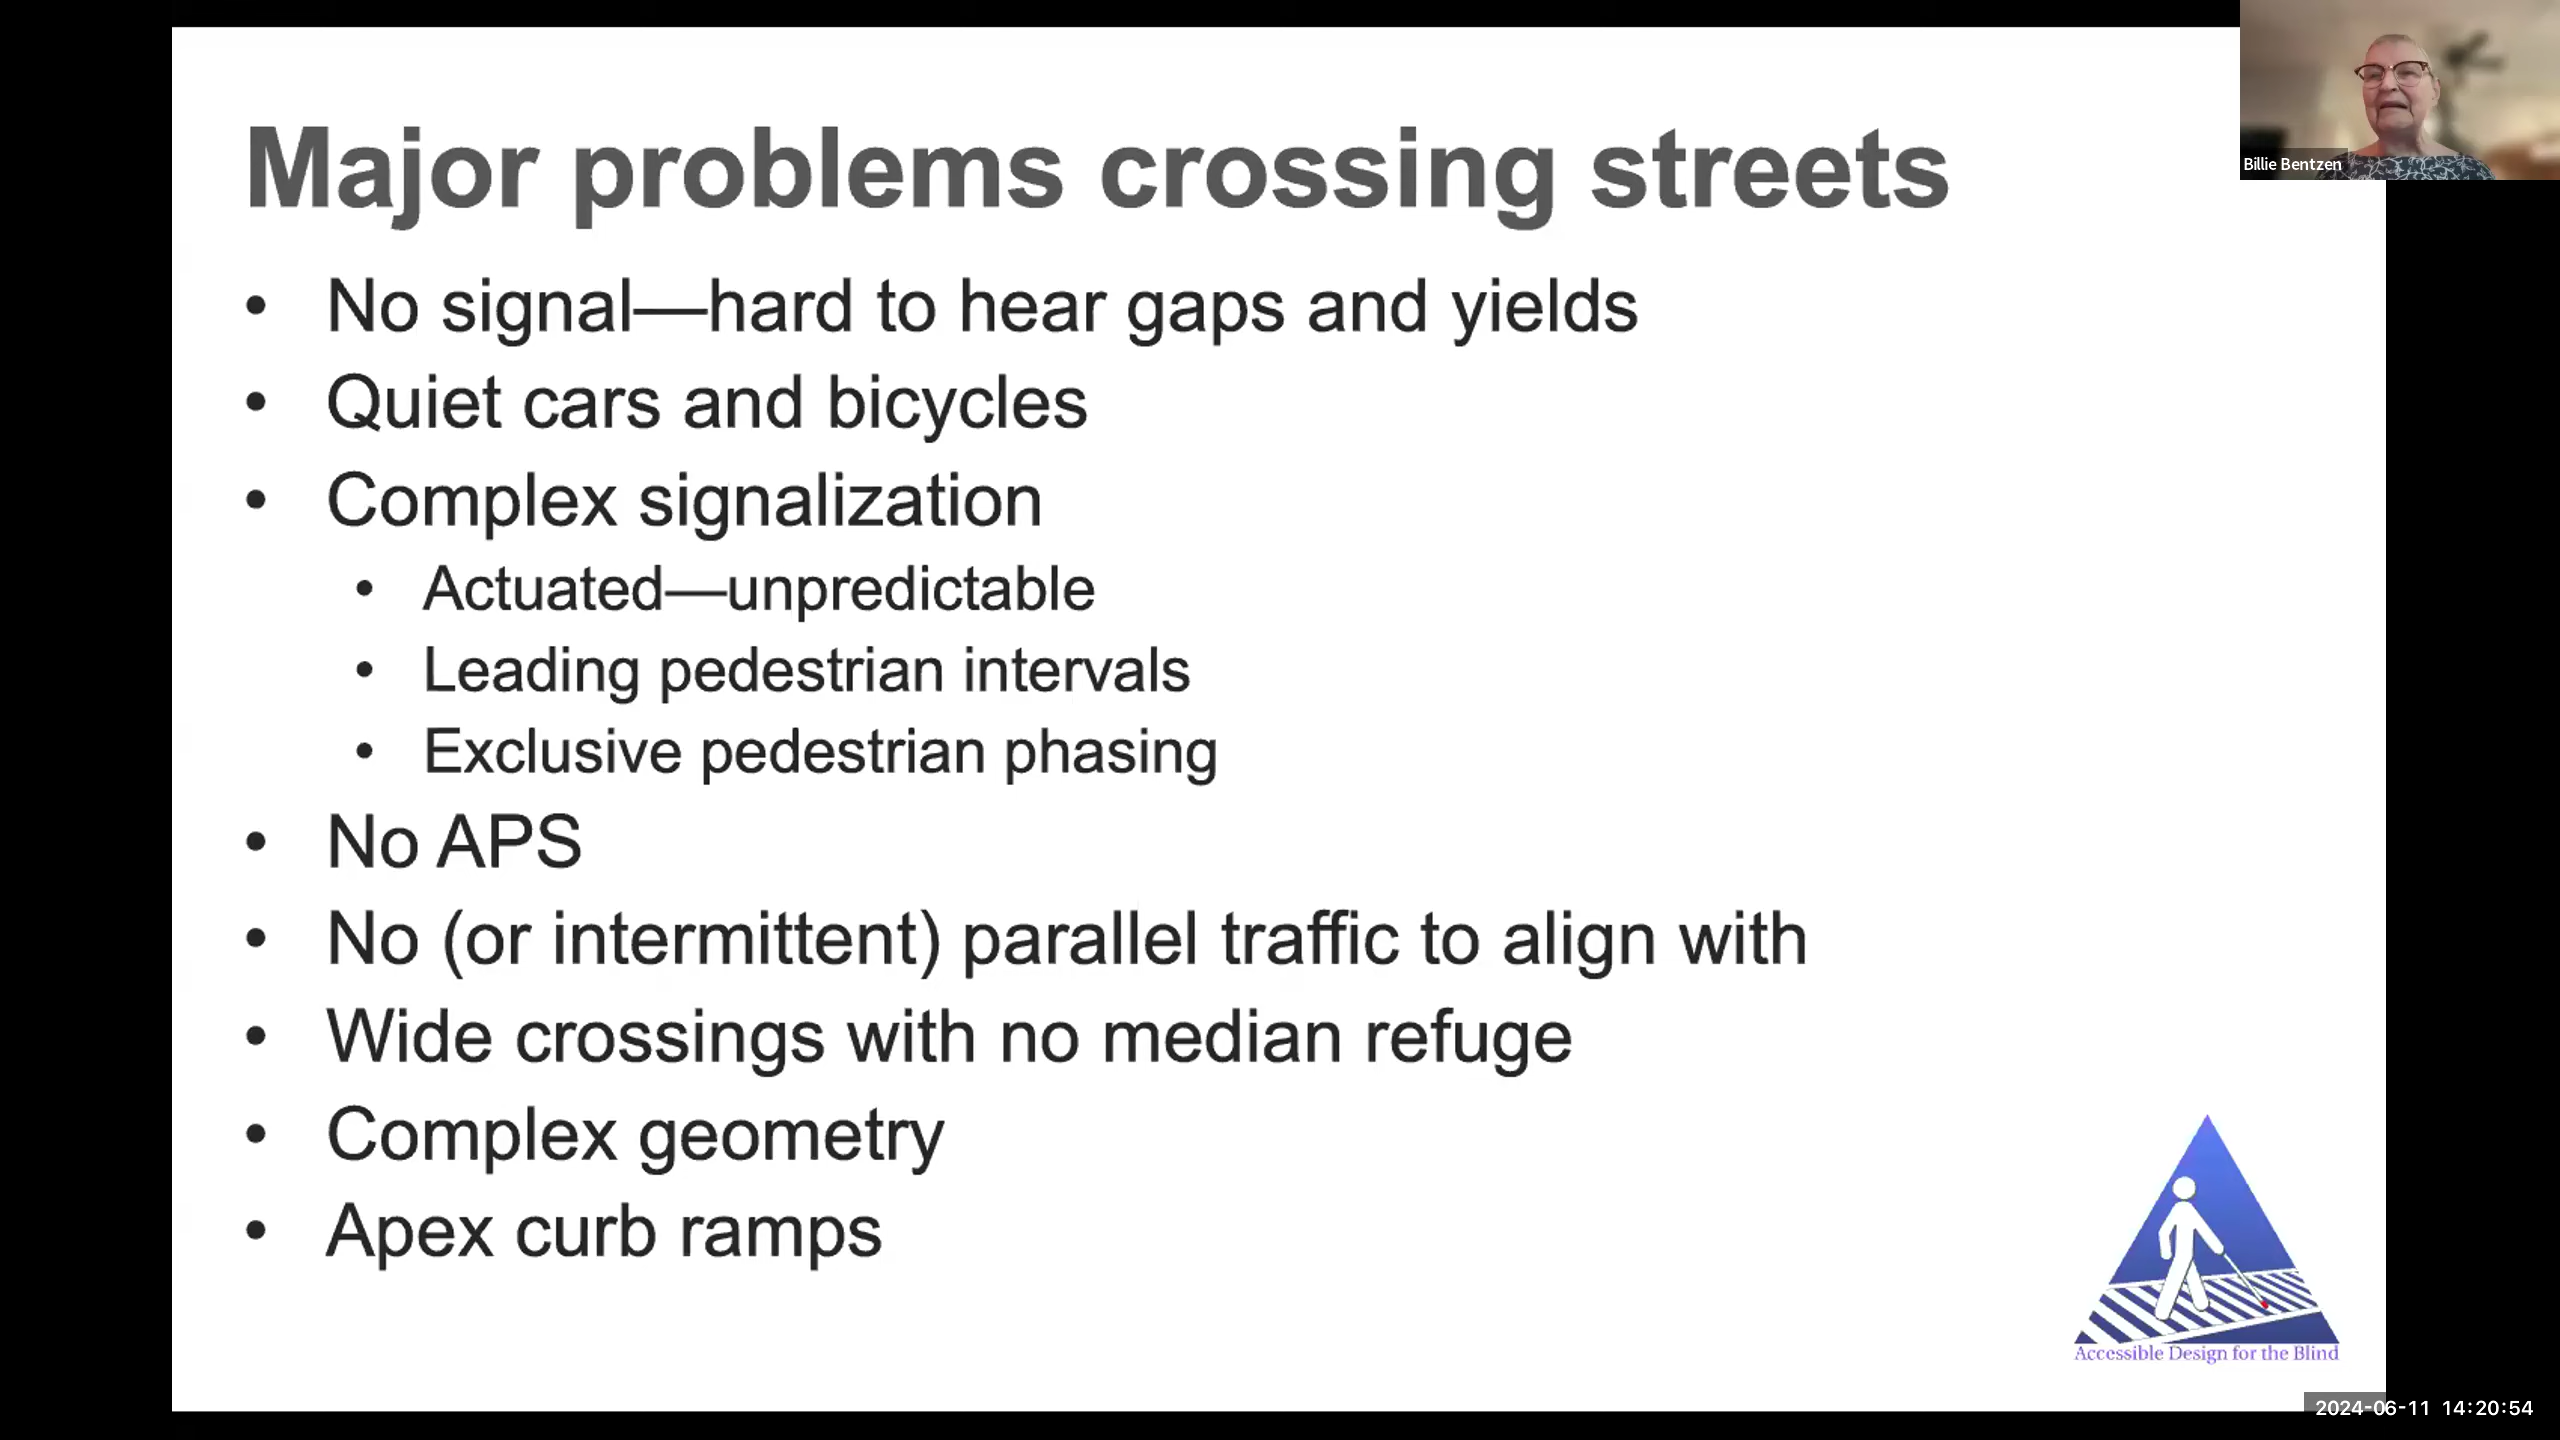 Major problems crossing streets
Billie Bentzen
• No signal—hard to hear gaps and yields
• Quiet cars and bicycles
• Complex signalization
• Actuated—unpredictable
• Leading pedestrian intervals
• Exclusive pedestrian phasing
• No APS
• No (or intermittent) parallel traffic to align with
• Wide crossings with no median refuge
• Complex geometry
• Apex curb ramps
Accessible Design for the Blind
2024-06-11 14:20:54